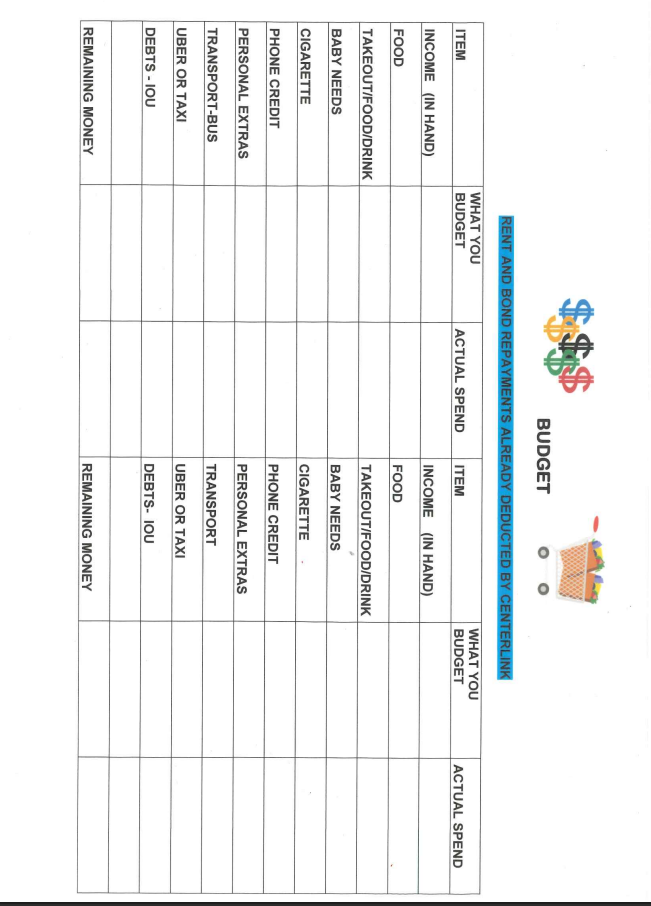 BUDGET
RENT AND BOND REPAYMENTS ALREADY DEDUCTED BY CENTERLINK
ITEM WHAT YOU BUDGET ACTUAL SPEND ITEM WHAT YOU BUDGET ACTUAL SPEND
INCOME (IN HAND) INCOME (IN HAND)
FOOD FOOD
TAKEOUT/FOOD/DRINK TAKEOUT/FOOD/DRINK
BABY NEEDS BABY NEEDS
CIGARETTE CIGARETTE
PHONE CREDIT PHONE CREDIT
PERSONAL EXTRAS PERSONAL EXTRAS
TRANSPORT-BUS TRANSPORT
UBER OR TAXI UBER OR TAXI
DEBTS - IOU DEBTS- IOU
REMAINING MONEY REMAINING MONEY